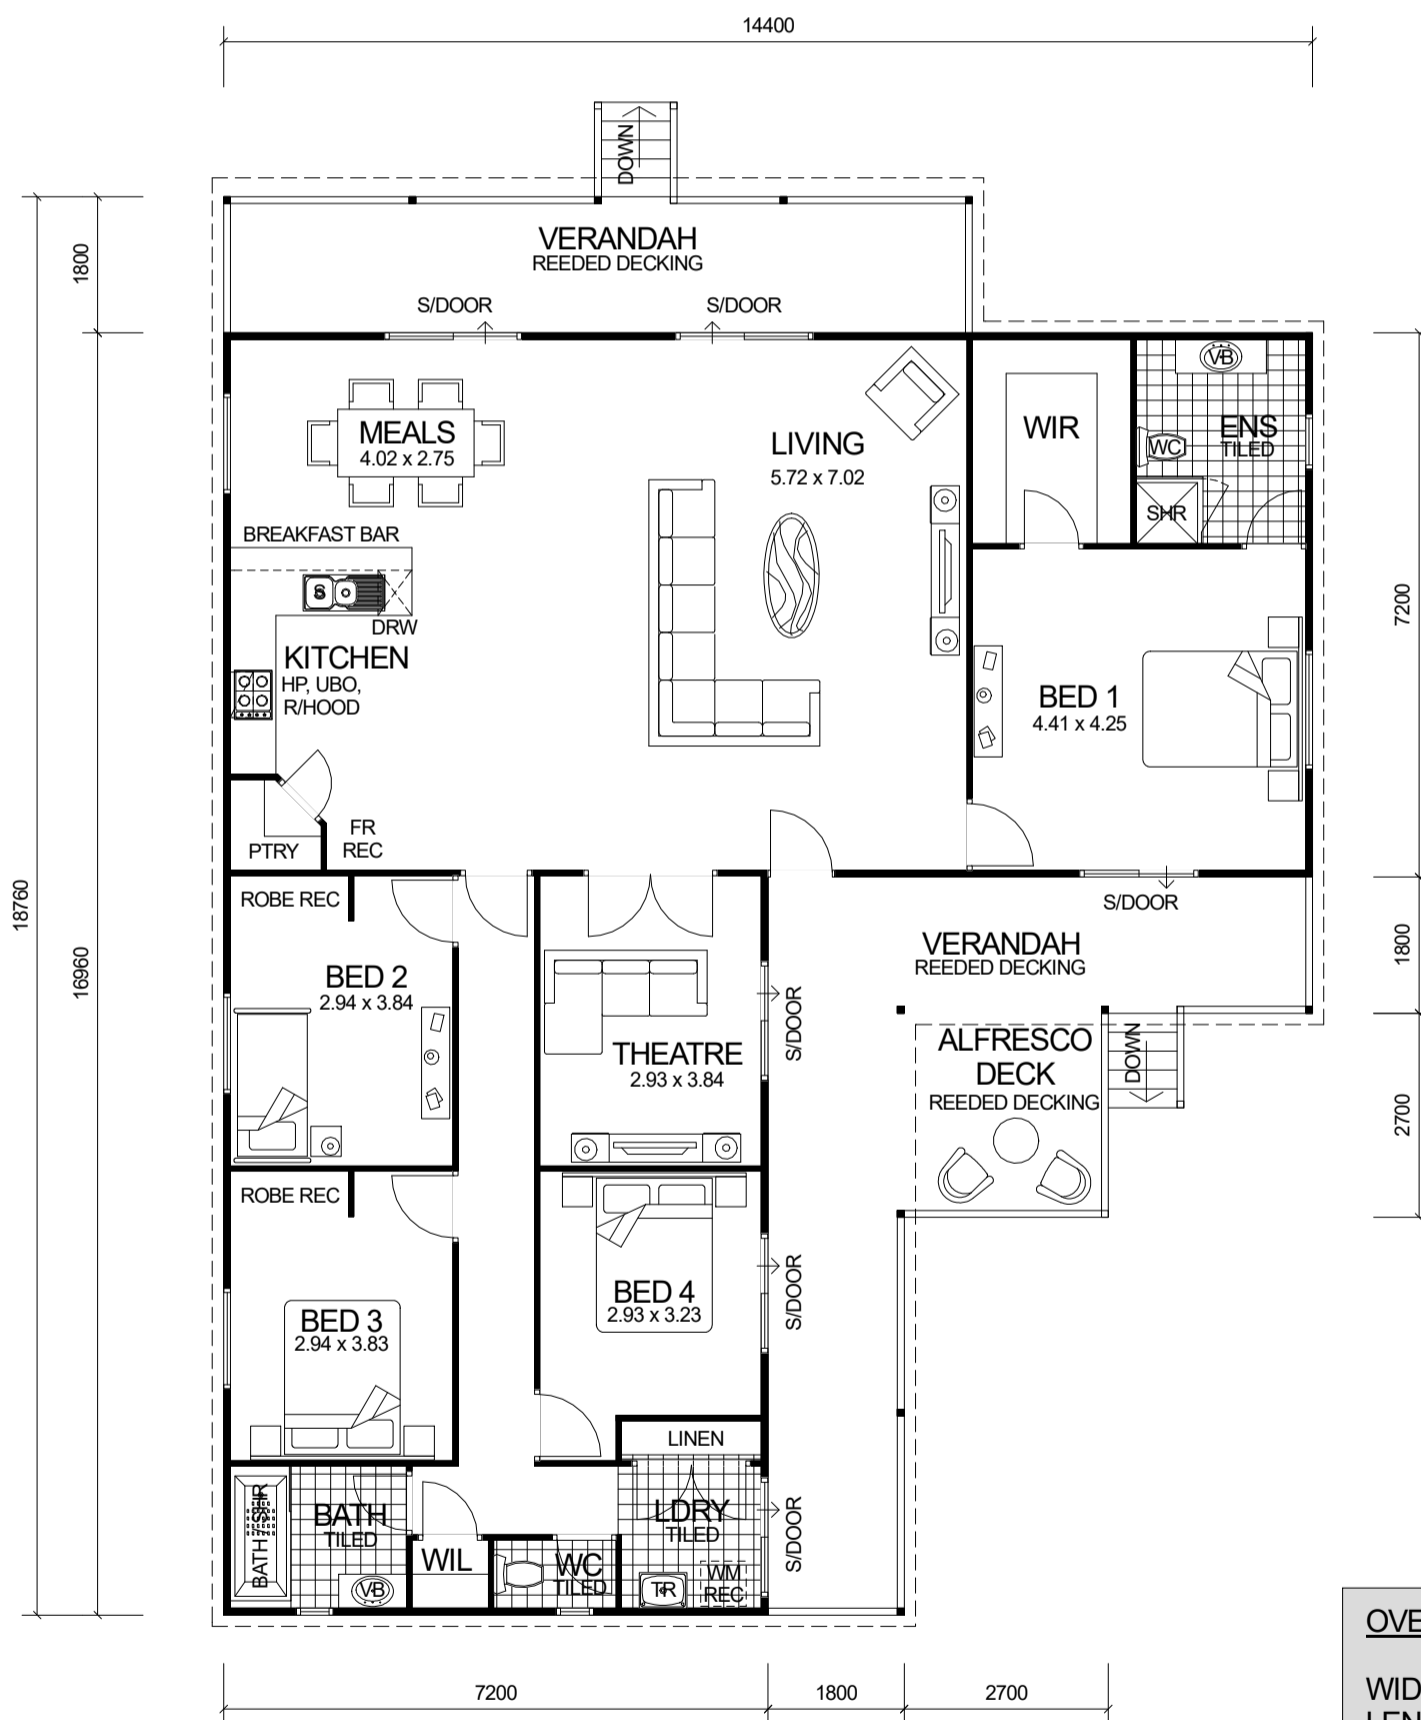 14400
DOWN
VERANDAH
REEDED DECKING
1800
S/DOOR
S/DOOR
MEALS
4.02 x 2.75
LIVING
5.72 x 7.02
WIR
VB
ENS
TILED
WC
SHR
BREAKFAST BAR
S
DRW
KITCHEN
HP, UBO,
R/HOOD
BED 1
4.41 x 4.25
7200
PTRY
FR
REC
18760
16960
ROBE REC
S/DOOR
VERANDAH
REEDED DECKING
1800
BED 2
2.94 x 3.84
THEATRE
2.93 x 3.84
S/DOOR
ALFRESCO
DECK
REEDED DECKING
DOWN
2700
ROBE REC
BED 3
2.94 x 3.83
BED 4
2.93 x 3.23
S/DOOR
LINEN
BATH / SHR
BATH
TILED
VB
WIL
WC
TILED
LDRY
TILED
TR
WM
REC
S/DOOR
7200
1800
2700
OVE
WID
LEN